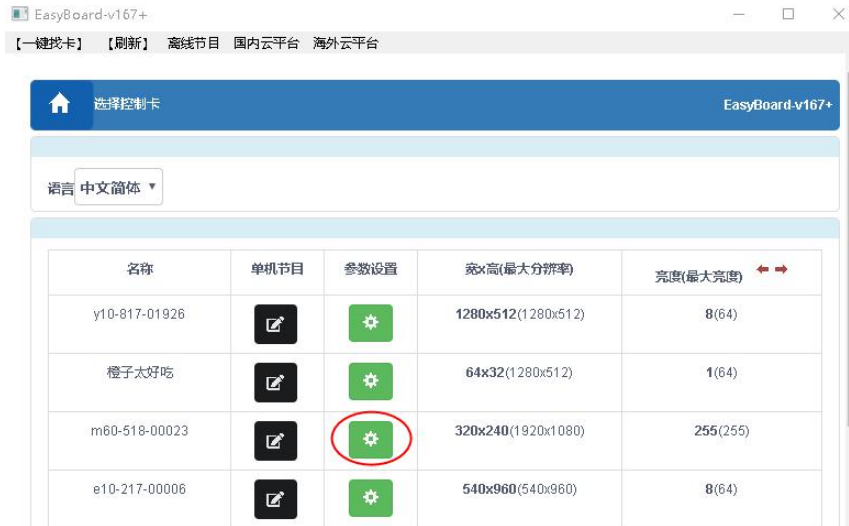 EasyBoard-v167+
【一键找卡】 【刷新】 离线节目 国内云平台 海外云平台
选择控制卡 EasyBoard-v167+
语言 中文简体
名称 单机节目 参数设置 宽x高(最大分辨率) 亮度(最大亮度)
y10-817-01926 1280x512(1280x512) 8(64)
橙子太好吃 64x32(1280x512) 1(64)
m60-518-00023 320x240(1920x1080) 255(255)
e10-217-00006 540x960(540x960) 8(64)